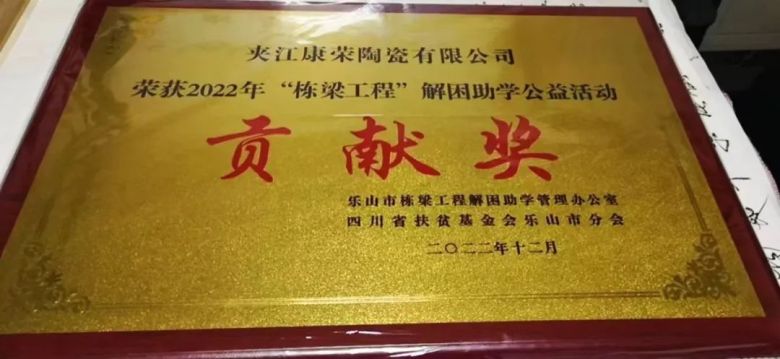 夹江康荣陶瓷有限公司
荣获2022年“栋梁工程”解困助学公益活动
贡献奖
乐山市栋梁工程解困助学管理办公室
四川省扶贫基金会乐山市分会
二〇二二年十二月